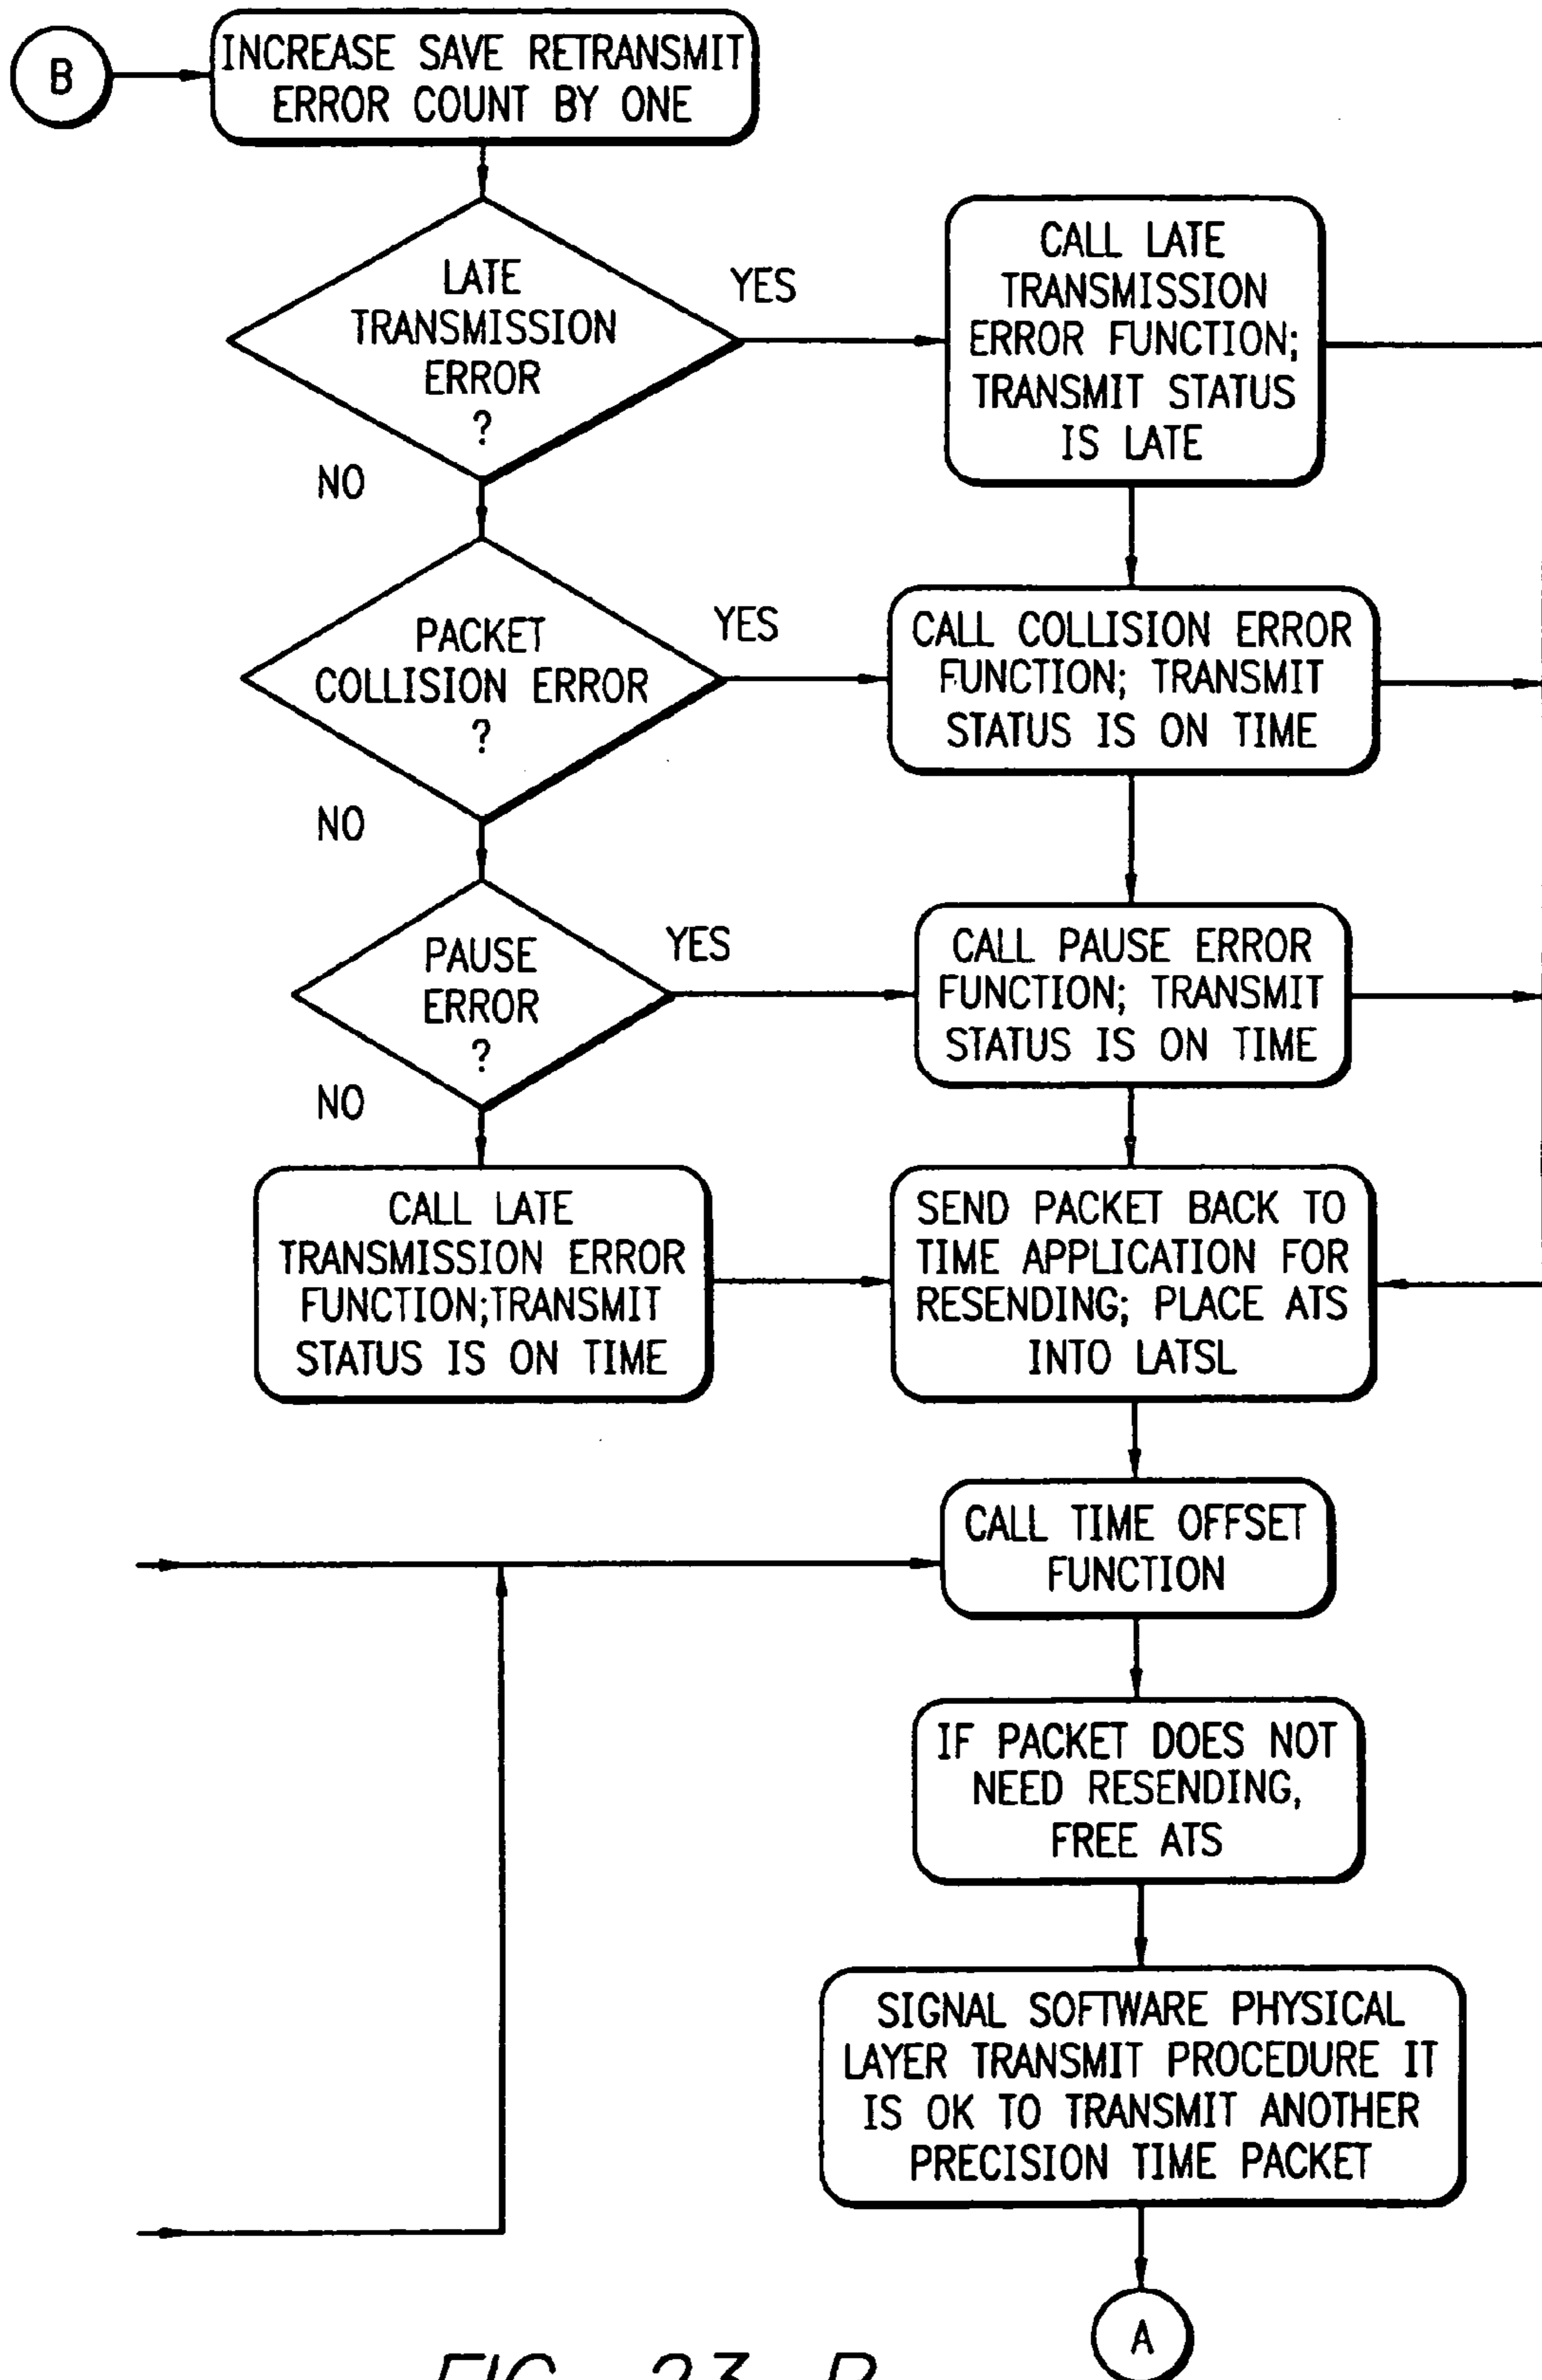 B
INCREASE SAVE RETRANSMIT
ERROR COUNT BY ONE
LATE
TRANSMISSION
ERROR
?
YES
NO
CALL LATE
TRANSMISSION
ERROR FUNCTION;
TRANSMIT STATUS
IS LATE
PACKET
COLLISION ERROR
?
YES
NO
CALL COLLISION ERROR
FUNCTION; TRANSMIT
STATUS IS ON TIME
PAUSE
ERROR
?
YES
NO
CALL PAUSE ERROR
FUNCTION; TRANSMIT
STATUS IS ON TIME
CALL LATE
TRANSMISSION ERROR
FUNCTION;TRANSMIT
STATUS IS ON TIME
SEND PACKET BACK TO
TIME APPLICATION FOR
RESENDING; PLACE ATS
INTO LATSL
CALL TIME OFFSET
FUNCTION
IF PACKET DOES NOT
NEED RESENDING,
FREE ATS
SIGNAL SOFTWARE PHYSICAL
LAYER TRANSMIT PROCEDURE IT
IS OK TO TRANSMIT ANOTHER
PRECISION TIME PACKET
A